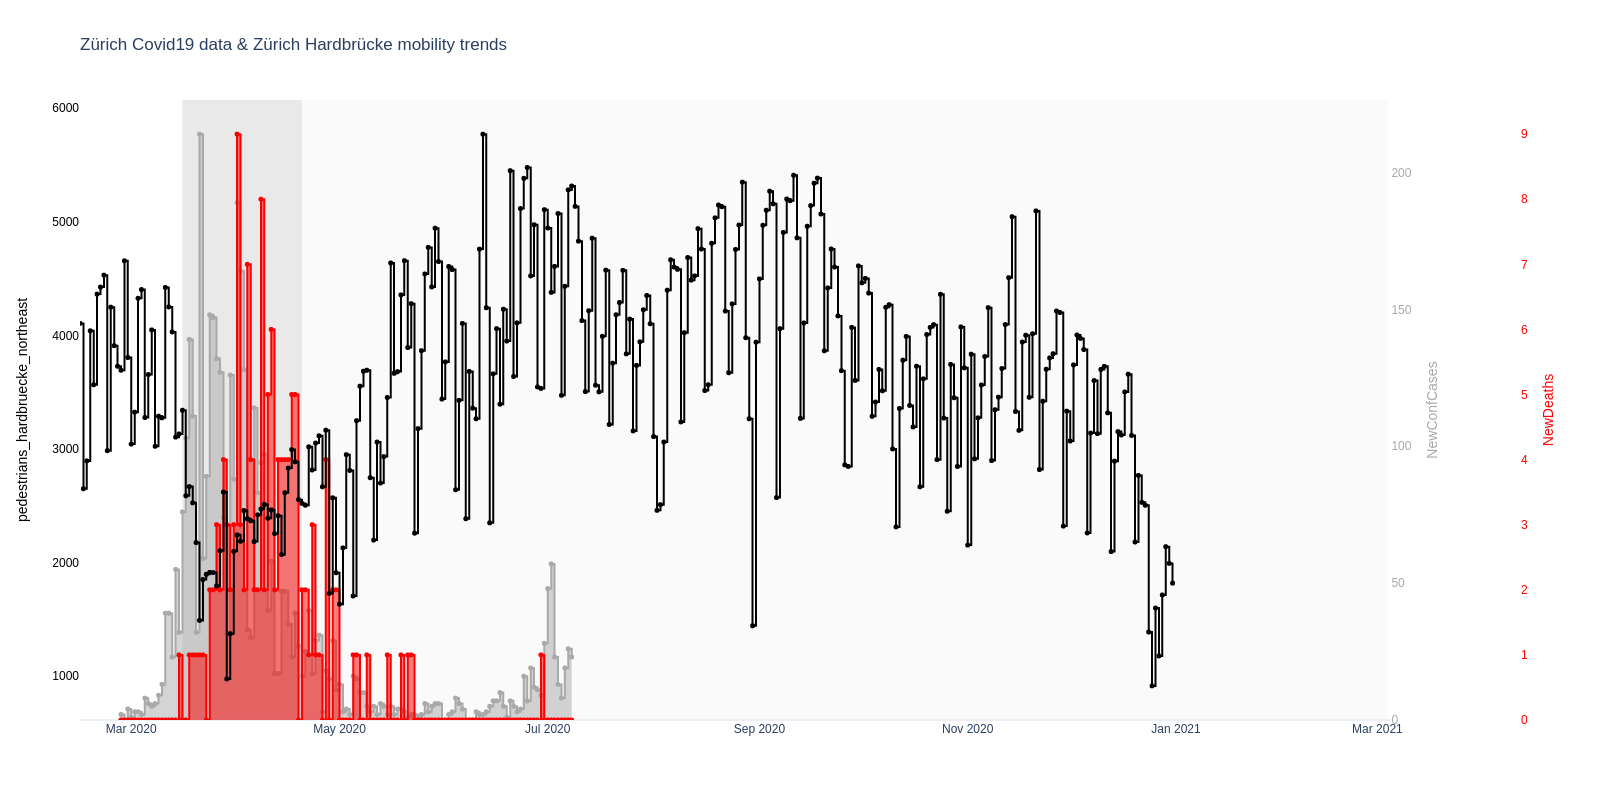 Zürich Covid19 data & Zürich Hardbrücke mobility trends
6000
5000
4000
3000
2000
1000
pedestrians_hardbruecke_northeast
Mar 2020
May 2020
Jul 2020
Sep 2020
Nov 2020
Jan 2021
Mar 2021
200
150
100
50
0
NewConfCases
9
8
7
6
5
4
3
2
1
0
NewDeaths